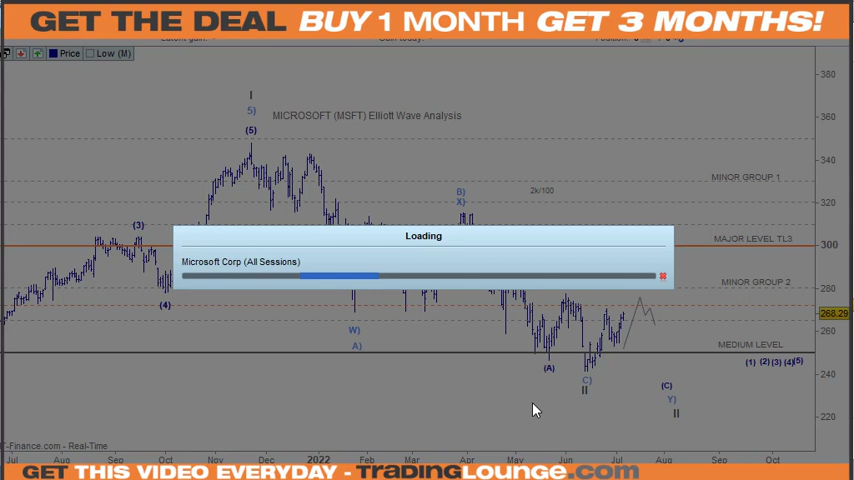 GET THE DEAL BUY 1 MONTH GET 3 MONTHS!
Price Low (M)
380
I
5)
(5)
MICROSOFT (MSFT) Elliott Wave Analysis
360
340
MINOR GROUP 1
B)
X)
2k/100
320
(3)
MAJOR LEVEL TL3
300
Loading
Microsoft Corp (All Sessions)
(4)
MINOR GROUP 2
280
268.29
W)
A)
260
MEDIUM LEVEL
(A)
(1) (2) (3) (4) (5)
C)
II
(C)
Y)
II
240
220
IT-Finance.com - Real-Time
Jul Aug Sep Oct Nov Dec 2022 Feb Mar Apr May Jun Jul Aug Sep Oct
GET THIS VIDEO EVERYDAY - TradingLounge.com